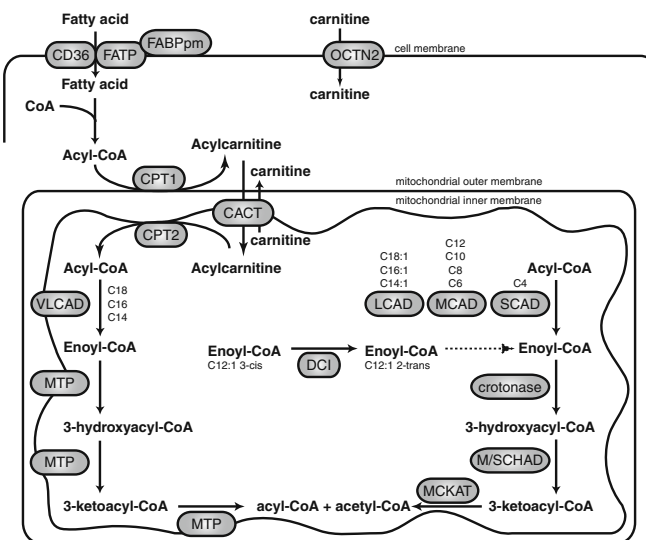 Fatty acid
carnitine
CD36
FATP
FABPpm
OCTN2
cell membrane
Fatty acid
carnitine
CoA
Acyl-CoA
Acylcarnitine
CPT1
carnitine
mitochondrial outer membrane
mitochondrial inner membrane
CACT
CPT2
carnitine
Acyl-CoA
Acylcarnitine
C18:1
C16:1
C14:1
C12
C10
C8
C6
C4
Acyl-CoA
VLCAD
C18
C16
C14
LCAD
MCAD
SCAD
Enoyl-CoA
Enoyl-CoA
C12:1 3-cis
DCI
Enoyl-CoA
C12:1 2-trans
Enoyl-CoA
MTP
crotonase
3-hydroxyacyl-CoA
3-hydroxyacyl-CoA
MTP
M/SCHAD
3-ketoacyl-CoA
MTP
acyl-CoA + acetyl-CoA
MCKAT
3-ketoacyl-CoA